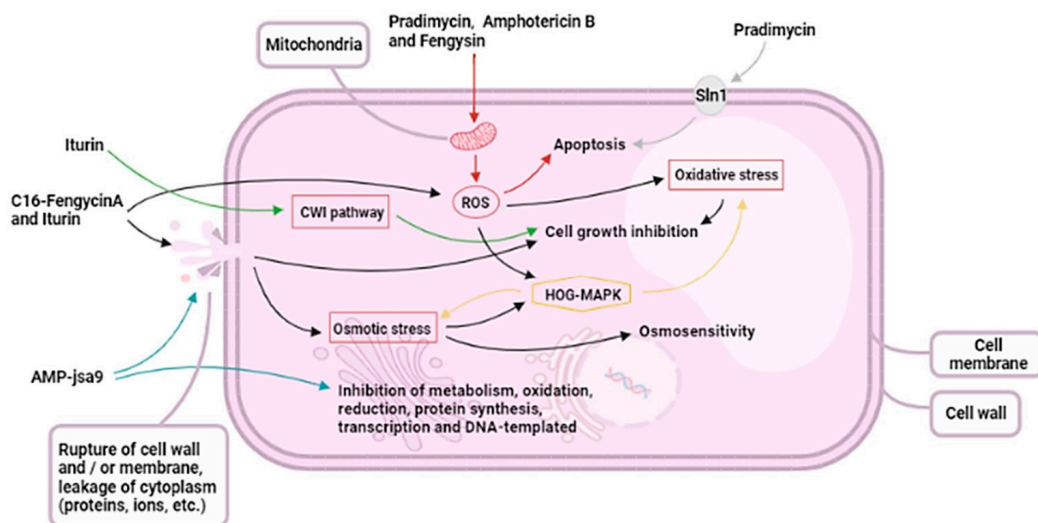 Pradimycin, Amphotericin B
and Fengysin
Mitochondria
Pradimycin
Sln1
Iturin
Apoptosis
Oxidative stress
C16-FengycinA
and Iturin
ROS
CWI pathway
Cell growth inhibition
HOG-MAPK
Osmotic stress
Osmosensitivity
Cell
membrane
AMP-jsa9
Inhibition of metabolism, oxidation,
reduction, protein synthesis,
transcription and DNA-templated
Cell wall
Rupture of cell wall
and / or membrane,
leakage of cytoplasm
(proteins, ions, etc.)